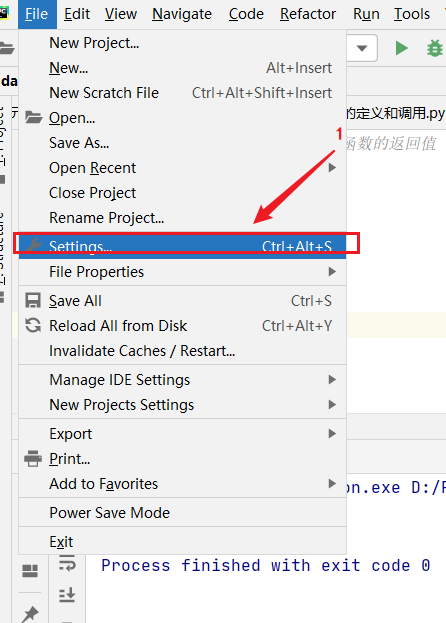 File Edit View Navigate Code Refactor Run Tools
New Project...
New... Alt+Insert
New Scratch File Ctrl+Alt+Shift+Insert
Open...
的定义和调用.py
Save As...
1
函数的返回值
Open Recent
Close Project
Rename Project...
Settings... Ctrl+Alt+S
File Properties
Save All Ctrl+S
Reload All from Disk Ctrl+Alt+Y
Invalidate Caches / Restart...
Manage IDE Settings
New Projects Settings
Export
Print...
Add to Favorites
on.exe D:/
Power Save Mode
Exit
Process finished with exit code 0